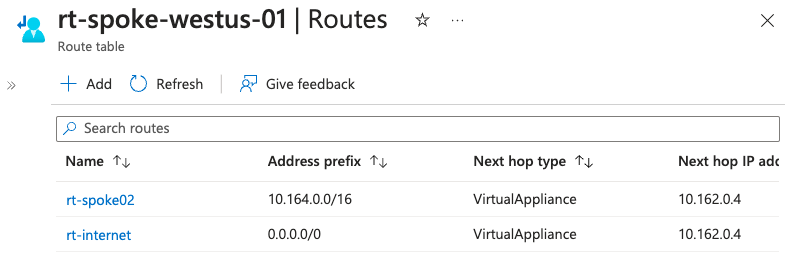 rt-spoke-westus-01 | Routes ☆ ...
Route table
Add Refresh Give feedback
Search routes
Name ↑↓ Address prefix ↑↓ Next hop type ↑↓ Next hop IP add
rt-spoke02 10.164.0.0/16 VirtualAppliance 10.162.0.4
rt-internet 0.0.0.0/0 VirtualAppliance 10.162.0.4